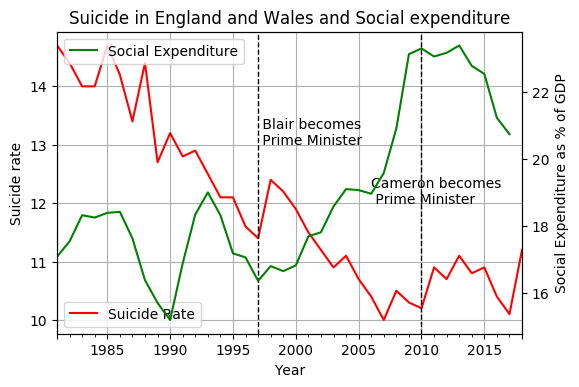 Suicide in England and Wales and Social expenditure
Social Expenditure
14
13
12
11
10
Suicide rate
Blair becomes
Prime Minister
Cameron becomes
Prime Minister
22
20
18
16
Social Expenditure as % of GDP
Suicide Rate
1985
1990
1995
2000
2005
2010
2015
Year